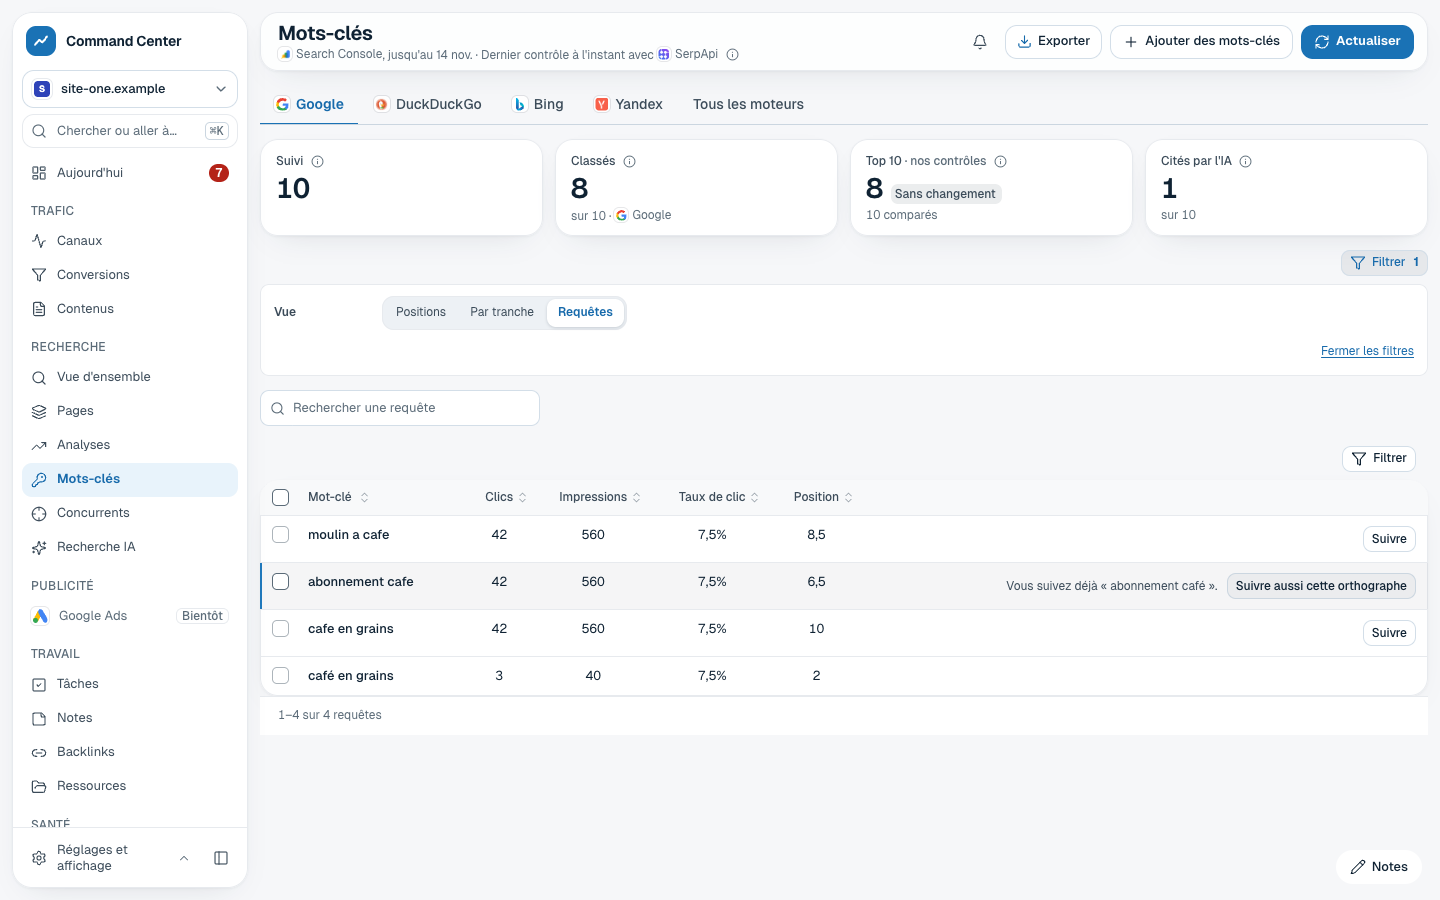 Command Center
S site-one.example
Chercher ou aller à… ⌘K
Aujourd'hui 7
TRAFIC
Canaux
Conversions
Contenus
RECHERCHE
Vue d'ensemble
Pages
Analyses
Mots-clés
Concurrents
Recherche IA
PUBLICITÉ
Google Ads Bientôt
TRAVAIL
Tâches
Notes
Backlinks
Ressources
SANTÉ
Réglages et
affichage
Mots-clés
Search Console, jusqu'au 14 nov. · Dernier contrôle à l'instant avec SerpApi
Exporter
Ajouter des mots-clés
Actualiser
Google DuckDuckGo Bing Yandex Tous les moteurs
Suivi
10
Classés
8
sur 10 · Google
Top 10 · nos contrôles
8 Sans changement
10 comparés
Cités par l'IA
1
sur 10
Filtrer 1
Vue Positions Par tranche Requêtes
Fermer les filtres
Rechercher une requête
Filtrer
Mot-clé Clics Impressions Taux de clic Position
moulin a cafe 42 560 7,5% 8,5 Suivre
abonnement cafe 42 560 7,5% 6,5 Vous suivez déjà « abonnement café ». Suivre aussi cette orthographe
cafe en grains 42 560 7,5% 10 Suivre
café en grains 3 40 7,5% 2
1–4 sur 4 requêtes
Notes